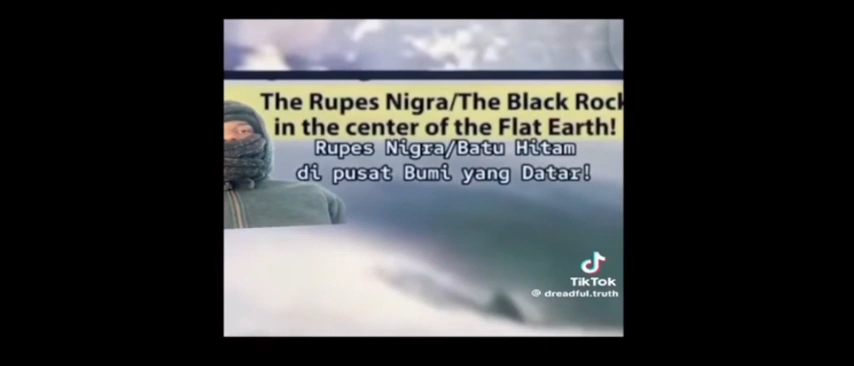 The Rupes Nigra/The Black Rock
in the center of the Flat Earth!
Rupes Nigra/Batu Hitam
di pusat Bumi yang Datar!
TikTok
@ dreadful.truth